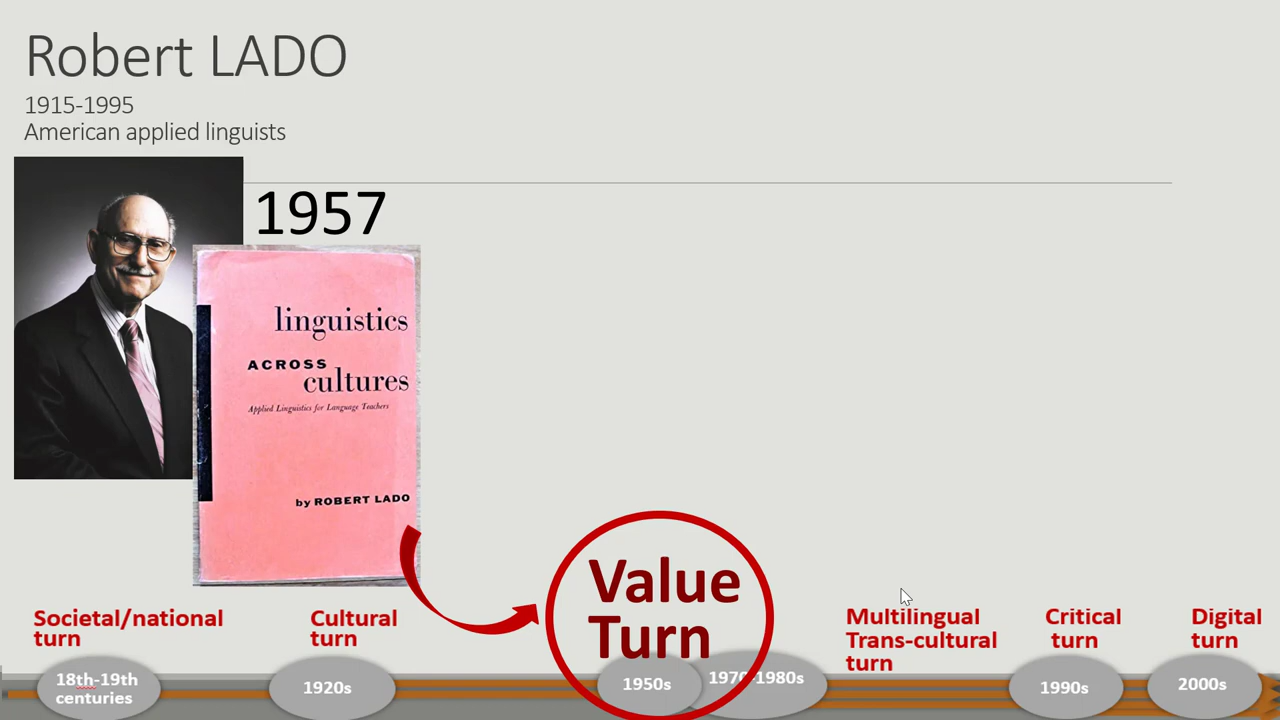 Robert LADO
1915-1995
American applied linguists
1957
linguistics
ACROSS
cultures
Applied Linguistics for Language Teachers
by ROBERT LADO
Value
Turn
Societal/national
turn
Cultural
turn
Multilingual
Trans-cultural
turn
Critical
turn
Digital
turn
18th-19th
centuries
1920s
1950s
1970-1980s
1990s
2000s